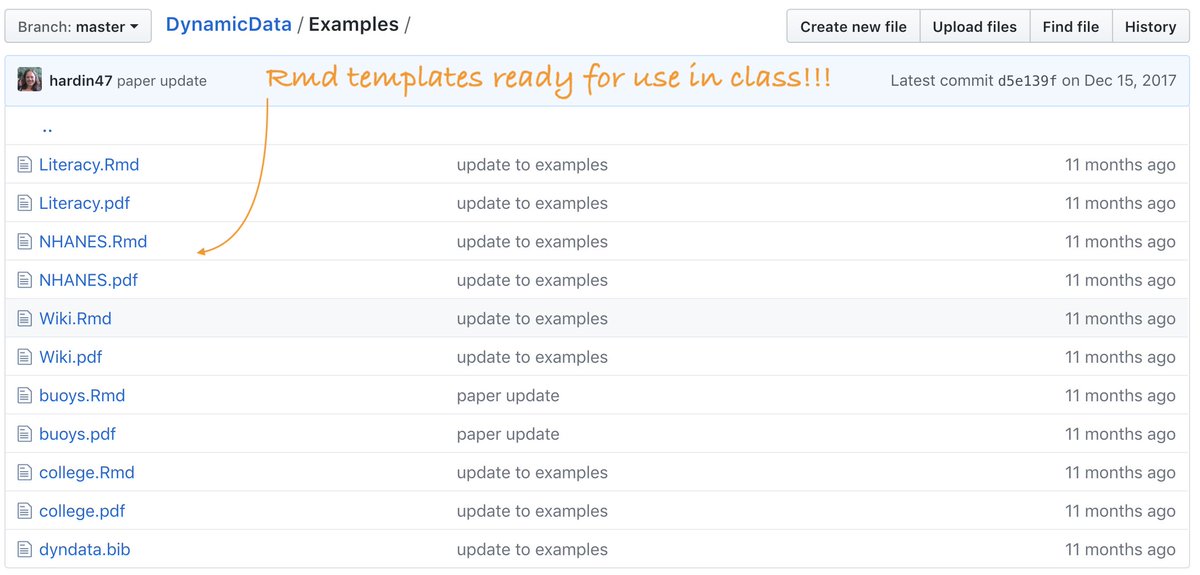 Branch: master DynamicData / Examples / Create new file Upload files Find file History
hardin47 paper update Rmd templates ready for use in class!!! Latest commit d5e139f on Dec 15, 2017
..
Literacy.Rmd update to examples 11 months ago
Literacy.pdf update to examples 11 months ago
NHANES.Rmd update to examples 11 months ago
NHANES.pdf update to examples 11 months ago
Wiki.Rmd update to examples 11 months ago
Wiki.pdf update to examples 11 months ago
buoys.Rmd paper update 11 months ago
buoys.pdf paper update 11 months ago
college.Rmd update to examples 11 months ago
college.pdf update to examples 11 months ago
dyndata.bib update to examples 11 months ago